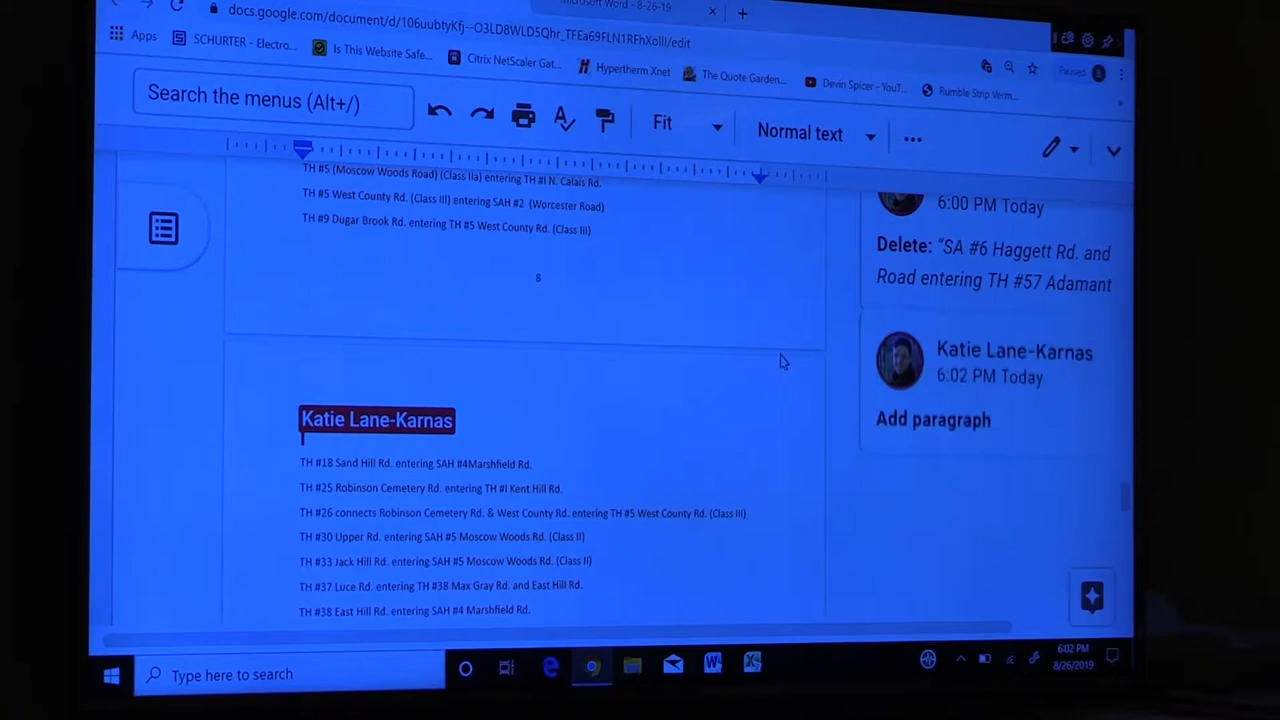 Microsoft Word - 8-26-19
docs.google.com/document/d/106uubtyKfj--O3LD8WLD5Qhr_TFEa69FLN1RFhXolII/edit
Apps SCHURTER - Electro... Is This Website Safe... Citrix NetScaler Gat... Hypertherm Xnet The Quote Garden... Devin Spicer - YouT... Rumble Strip Verm...
Paused
Search the menus (Alt+/)
Fit
Normal text
TH #5 (Moscow Woods Road) (Class IIa) entering TH #I N. Calais Rd.
TH #5 West County Rd. (Class III) entering SAH #2 (Worcester Road)
TH #9 Dugar Brook Rd. entering TH #5 West County Rd. (Class III)
8
Katie Lane-Karnas
TH #18 Sand Hill Rd. entering SAH #4Marshfield Rd.
TH #25 Robinson Cemetery Rd. entering TH #I Kent Hill Rd.
TH #26 connects Robinson Cemetery Rd. & West County Rd. entering TH #5 West County Rd. (Class III)
TH #30 Upper Rd. entering SAH #5 Moscow Woods Rd. (Class II)
TH #33 Jack Hill Rd. entering SAH #5 Moscow Woods Rd. (Class II)
TH #37 Luce Rd. entering TH #38 Max Gray Rd. and East Hill Rd.
TH #38 East Hill Rd. entering SAH #4 Marshfield Rd.
6:00 PM Today
Delete: "SA #6 Haggett Rd. and
Road entering TH #57 Adamant
Katie Lane-Karnas
6:02 PM Today
Add paragraph
Type here to search
6:02 PM
8/26/2019